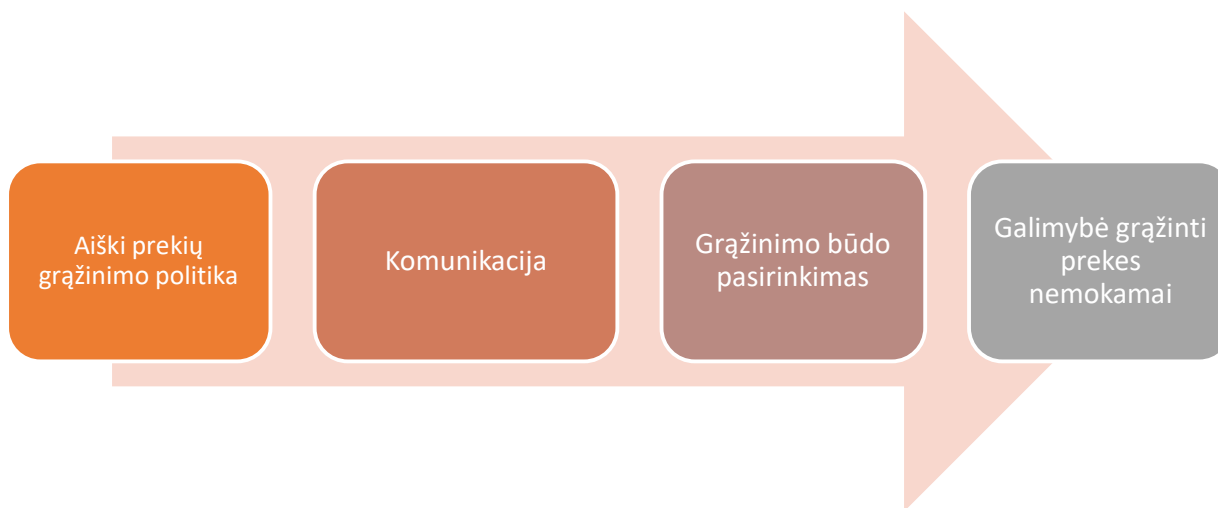 Aiški prekių
grąžinimo politika
Komunikacija
Grąžinimo būdo
pasirinkimas
Galimybė grąžinti
prekes
nemokamai